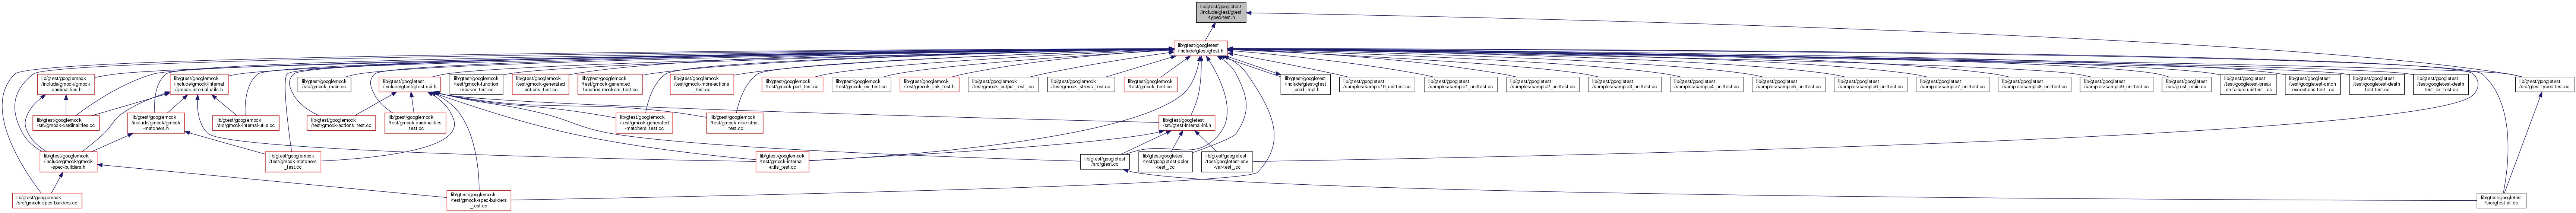 lib/gtest/googletest
/include/gtest/gtest
-typed-test.h
lib/gtest/googletest
/include/gtest/gtest.h
lib/gtest/googlemock
/include/gmock/gmock
-cardinalities.h
lib/gtest/googlemock
/include/gmock/internal
/gmock-internal-utils.h
lib/gtest/googlemock
/src/gmock_main.cc
lib/gtest/googletest
/include/gtest/gtest-spi.h
lib/gtest/googlemock
/test/gmock-function
-mocker_test.cc
lib/gtest/googlemock
/test/gmock-generated
-actions_test.cc
lib/gtest/googlemock
/test/gmock-generated
-function-mockers_test.cc
lib/gtest/googlemock
/test/gmock-more-actions
_test.cc
lib/gtest/googlemock
/test/gmock-port_test.cc
lib/gtest/googlemock
/test/gmock_ex_test.cc
lib/gtest/googlemock
/test/gmock_link_test.h
lib/gtest/googlemock
/test/gmock_output_test_.cc
lib/gtest/googlemock
/test/gmock_stress_test.cc
lib/gtest/googlemock
/test/gmock_test.cc
lib/gtest/googletest
/include/gtest/gtest
_pred_impl.h
lib/gtest/googletest
/samples/sample10_unittest.cc
lib/gtest/googletest
/samples/sample1_unittest.cc
lib/gtest/googletest
/samples/sample2_unittest.cc
lib/gtest/googletest
/samples/sample3_unittest.cc
lib/gtest/googletest
/samples/sample4_unittest.cc
lib/gtest/googletest
/samples/sample5_unittest.cc
lib/gtest/googletest
/samples/sample6_unittest.cc
lib/gtest/googletest
/samples/sample7_unittest.cc
lib/gtest/googletest
/samples/sample8_unittest.cc
lib/gtest/googletest
/samples/sample9_unittest.cc
lib/gtest/googletest
/src/gtest_main.cc
lib/gtest/googletest
/test/googletest-break
-on-failure-unittest_.cc
lib/gtest/googletest
/test/googletest-catch
-exceptions-test_.cc
lib/gtest/googletest
/test/googletest-death
-test-test.cc
lib/gtest/googletest
/test/googletest-death
-test_ex_test.cc
lib/gtest/googletest
/src/gtest-typed-test.cc
lib/gtest/googlemock
/src/gmock-cardinalities.cc
lib/gtest/googlemock
/include/gmock/gmock
-matchers.h
lib/gtest/googlemock
/src/gmock-internal-utils.cc
lib/gtest/googlemock
/test/gmock-actions_test.cc
lib/gtest/googlemock
/test/gmock-cardinalities
_test.cc
lib/gtest/googlemock
/test/gmock-generated
-matchers_test.cc
lib/gtest/googlemock
/test/gmock-nice-strict
_test.cc
lib/gtest/googletest
/src/gtest-internal-inl.h
lib/gtest/googlemock
/include/gmock/gmock
-spec-builders.h
lib/gtest/googlemock
/test/gmock-matchers
_test.cc
lib/gtest/googlemock
/test/gmock-internal
-utils_test.cc
lib/gtest/googletest
/src/gtest.cc
lib/gtest/googletest
/test/googletest-color
-test_.cc
lib/gtest/googletest
/test/googletest-env
-var-test_.cc
lib/gtest/googlemock
/src/gmock-spec-builders.cc
lib/gtest/googlemock
/test/gmock-spec-builders
_test.cc
lib/gtest/googletest
/src/gtest-all.cc